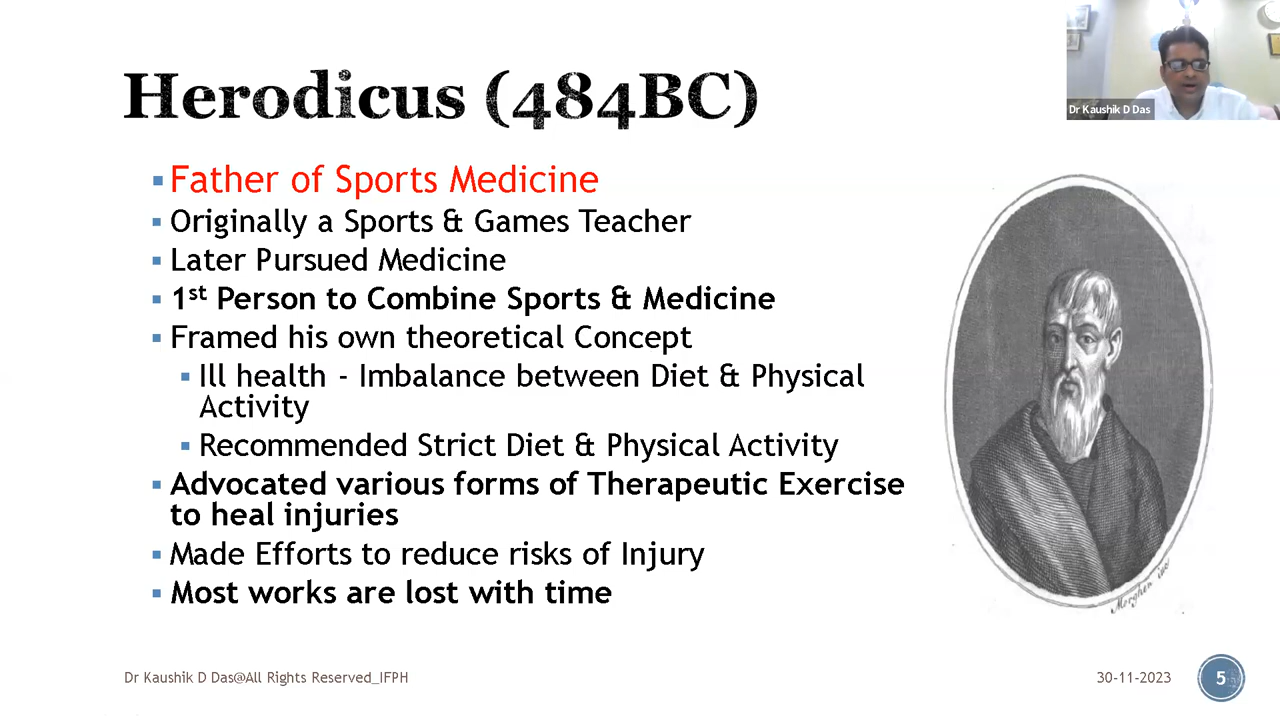 Herodicus (484BC)
Dr Kaushik D Das
Father of Sports Medicine
Originally a Sports & Games Teacher
Later Pursued Medicine
1st Person to Combine Sports & Medicine
Framed his own theoretical Concept
Ill health - Imbalance between Diet & Physical
Activity
Recommended Strict Diet & Physical Activity
Advocated various forms of Therapeutic Exercise
to heal injuries
Made Efforts to reduce risks of Injury
Most works are lost with time
Morghen inc
Dr Kaushik D Das@All Rights Reserved_IFPH
30-11-2023
5